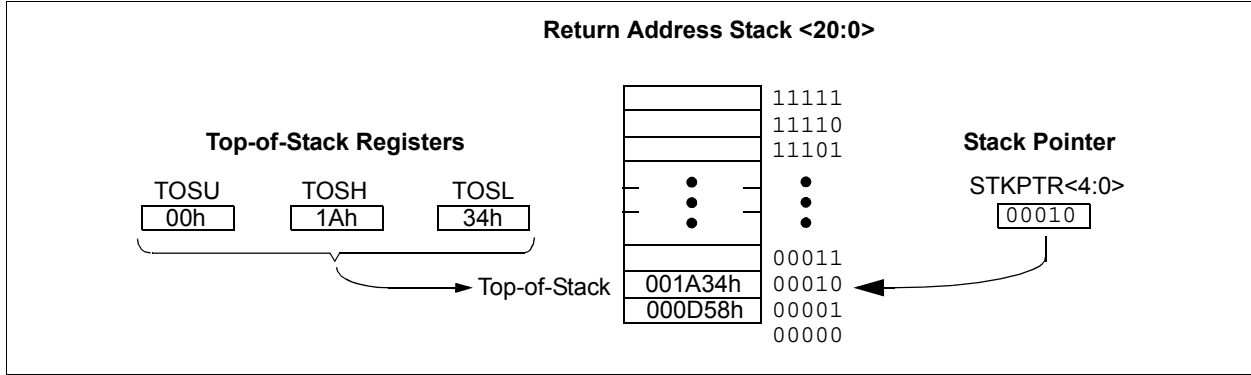 Return Address Stack <20:0>
11111
11110
11101
Top-of-Stack Registers
Stack Pointer
TOSU TOSH TOSL
STKPTR<4:0>
00h 1Ah 34h
00010
00011
Top-of-Stack 001A34h 00010
000D58h 00001
00000